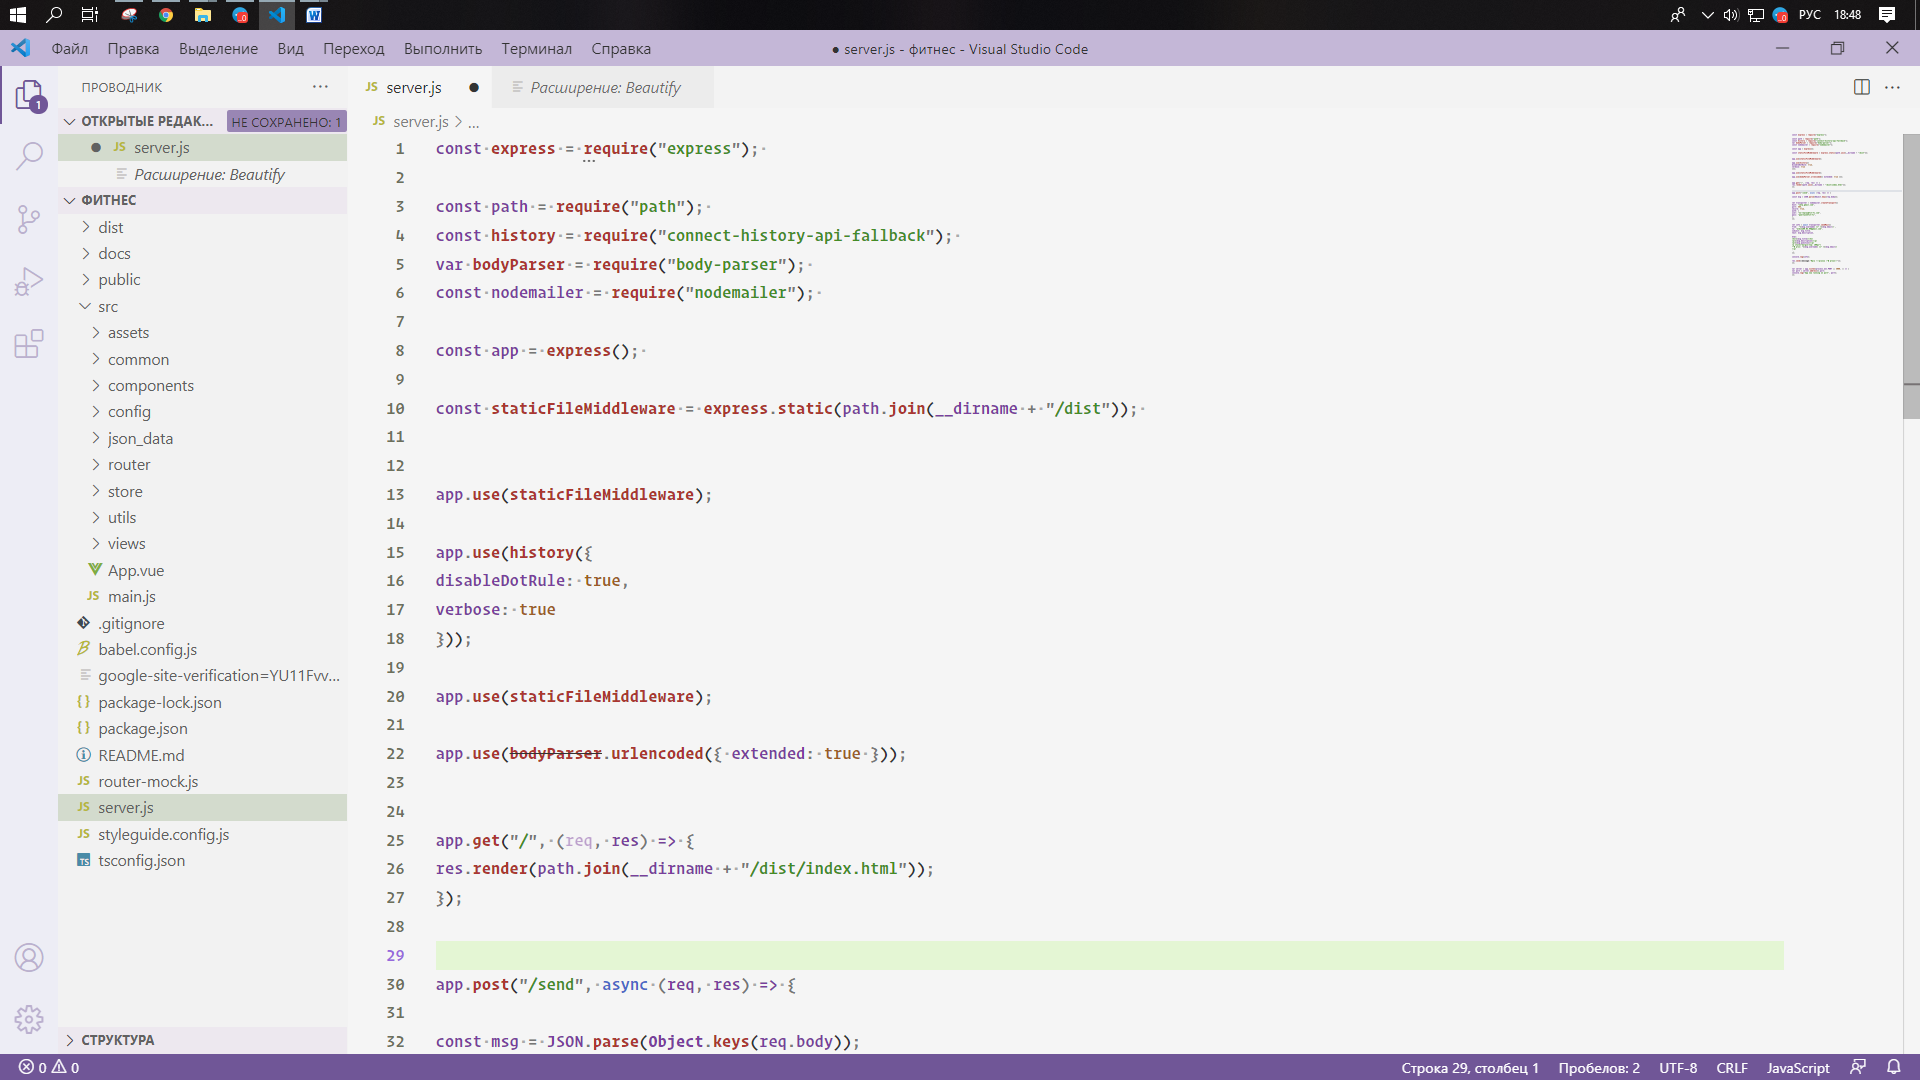 РУС 18:48
Файл Правка Выделение Вид Переход Выполнить Терминал Справка
● server.js - фитнес - Visual Studio Code
1
ПРОВОДНИК ...
ОТКРЫТЫЕ РЕДАК... НЕ СОХРАНЕНО: 1
● JS server.js
Расширение: Beautify
ФИТНЕС
dist
docs
public
src
assets
common
components
config
json_data
router
store
utils
views
App.vue
JS main.js
.gitignore
babel.config.js
google-site-verification=YU11Fvv...
{} package-lock.json
{} package.json
README.md
JS router-mock.js
JS server.js
JS styleguide.config.js
TS tsconfig.json
СТРУКТУРА
JS server.js ●
Расширение: Beautify
JS server.js > ...
1 const express = require("express");
2
3 const path = require("path");
4 const history = require("connect-history-api-fallback");
5 var bodyParser = require("body-parser");
6 const nodemailer = require("nodemailer");
7
8 const app = express();
9
10 const staticFileMiddleware = express.static(path.join(__dirname + "/dist"));
11
12
13 app.use(staticFileMiddleware);
14
15 app.use(history({
16 disableDotRule: true,
17 verbose: true
18 }));
19
20 app.use(staticFileMiddleware);
21
22 app.use(bodyParser.urlencoded({ extended: true }));
23
24
25 app.get("/", (req, res) => {
26 res.render(path.join(__dirname + "/dist/index.html"));
27 });
28
29
30 app.post("/send", async (req, res) => {
31
32 const msg = JSON.parse(Object.keys(req.body));
0 0
Строка 29, столбец 1 Пробелов: 2 UTF-8 CRLF JavaScript